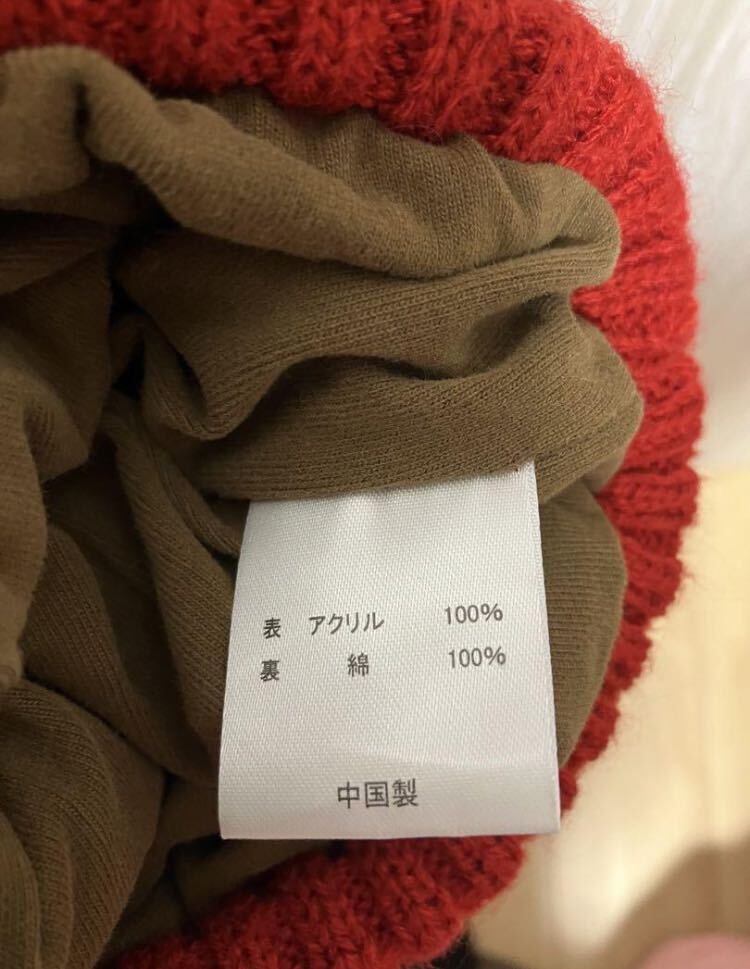 表 アクリル 100%
裏 綿 100%
中国製